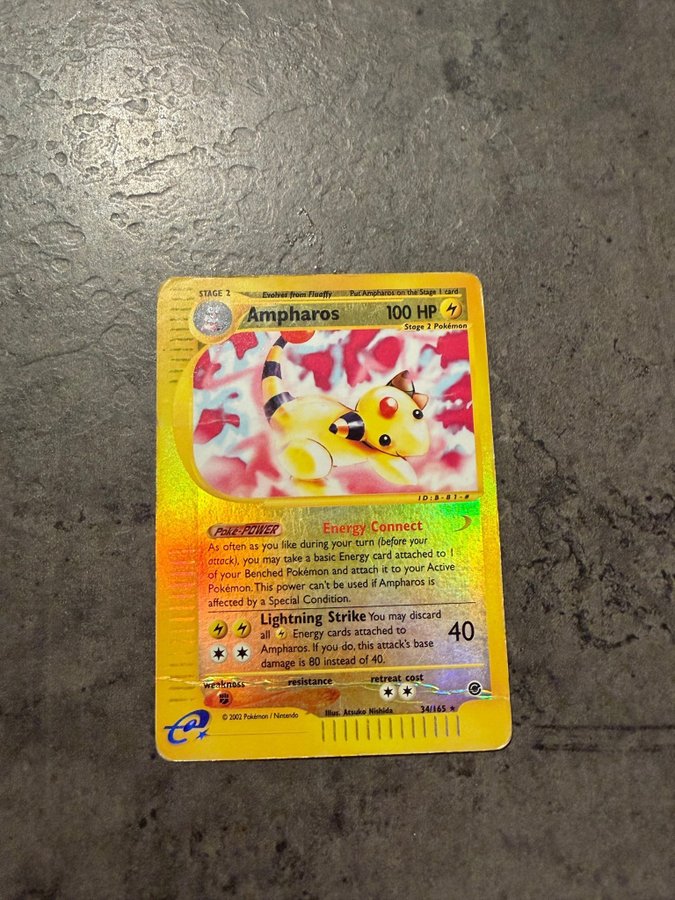 STAGE 2 Evolves from Flaaffy Put Ampharos on the Stage 1 card
Ampharos 100 HP
Stage 2 Pokémon
ID:B-81-#
Poké-POWER Energy Connect
As often as you like during your turn (before your
attack), you may take a basic Energy card attached to 1
of your Benched Pokémon and attach it to your Active
Pokémon. This power can't be used if Ampharos is
affected by a Special Condition.
Lightning Strike You may discard
all Energy cards attached to
Ampharos. If you do, this attack's base
damage is 80 instead of 40.
40
weakness resistance retreat cost
Illus. Atsuko Nishida 34/165
© 2002 Pokémon / Nintendo
e